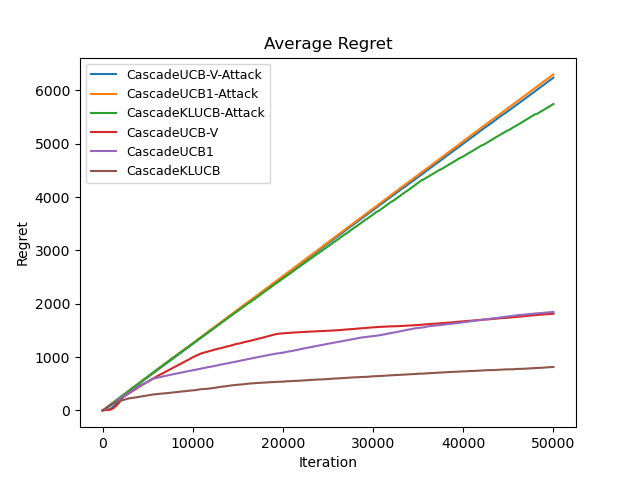 Average Regret
CascadeUCB-V-Attack
CascadeUCB1-Attack
CascadeKLUCB-Attack
CascadeUCB-V
CascadeUCB1
CascadeKLUCB
Regret
6000
5000
4000
3000
2000
1000
0
0 10000 20000 30000 40000 50000
Iteration